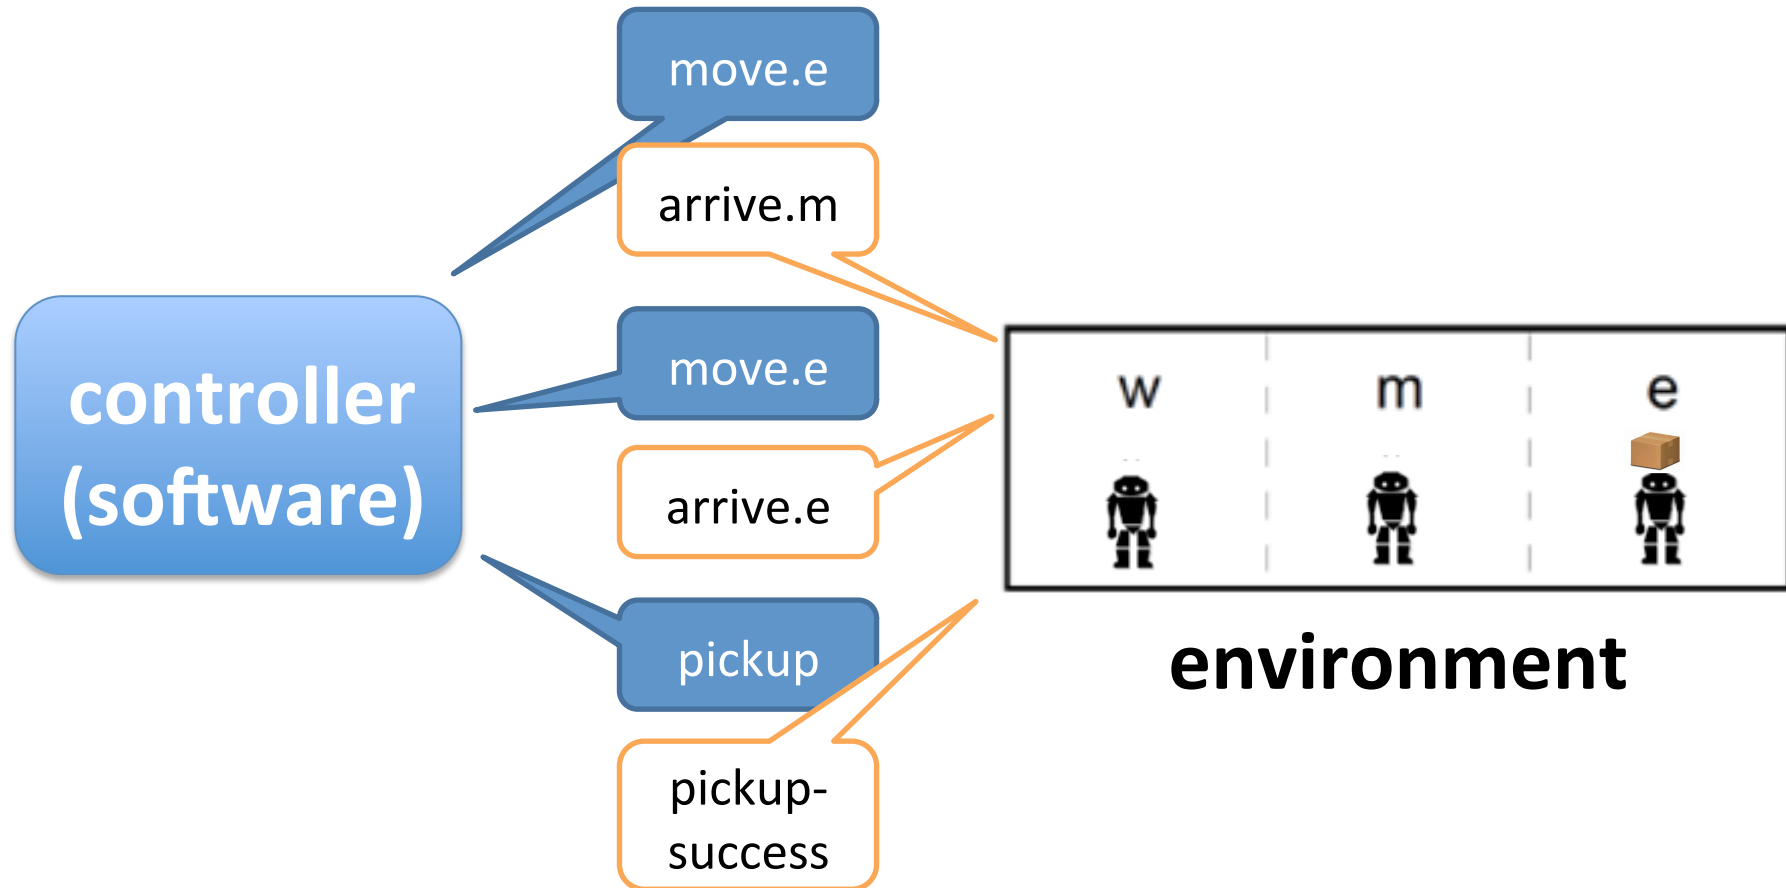 move.e
arrive.m
controller
(software)
move.e
arrive.e
pickup
pickup-
success
w
m
e
environment